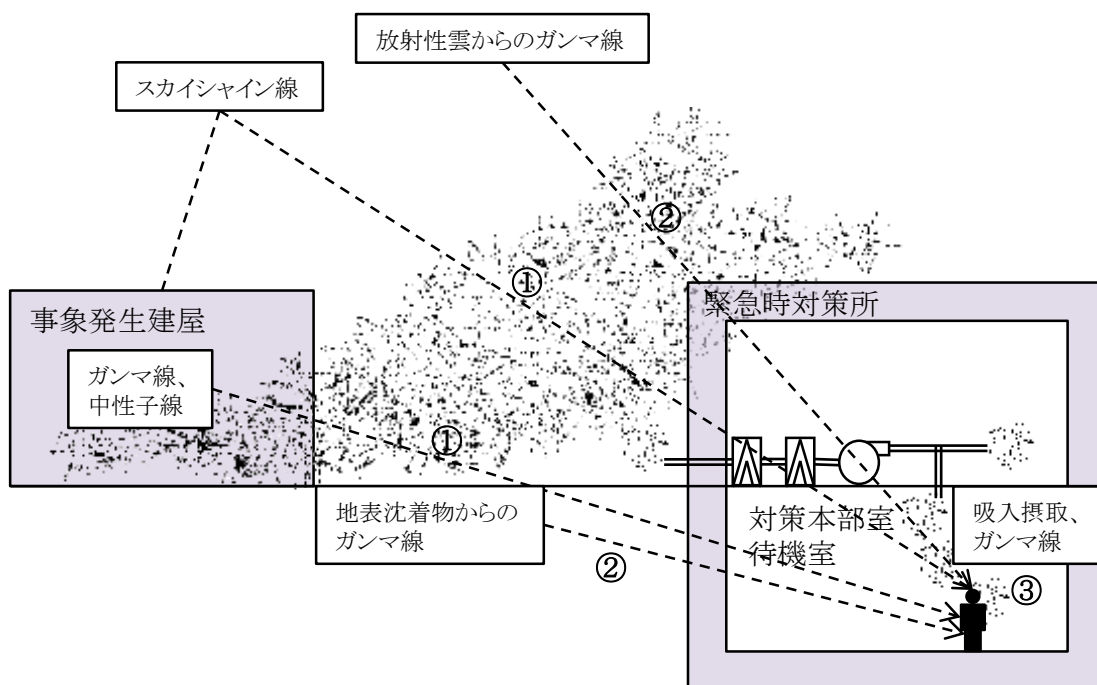 放射性雲からのガンマ線
スカイシャイン線
②
①
事象発生建屋
緊急時対策所
ガンマ線、
中性子線
①
地表沈着物からの
ガンマ線
②
対策本部室
待機室
吸入摂取、
ガンマ線
③